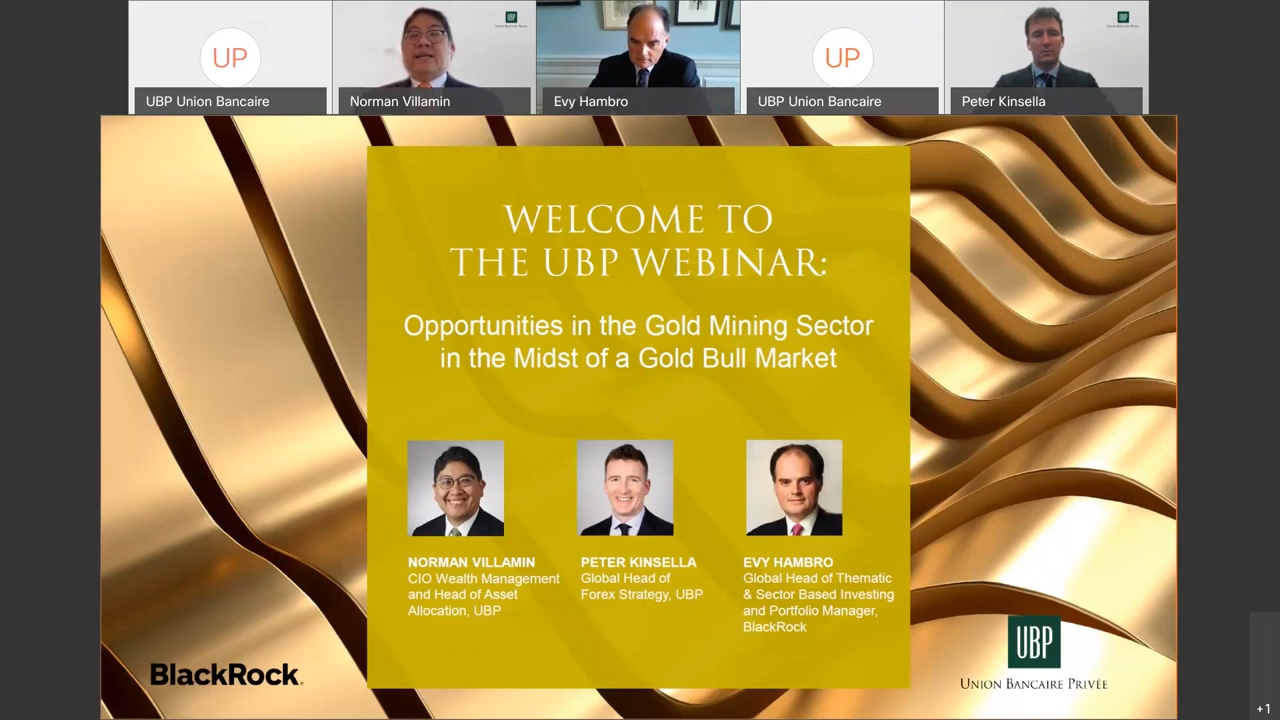 UP
UBP Union Bancaire
UBP
Norman Villamin
Evy Hambro
UP
UBP Union Bancaire
UBP
Peter Kinsella
WELCOME TO
THE UBP WEBINAR:
Opportunities in the Gold Mining Sector
in the Midst of a Gold Bull Market
NORMAN VILLAMIN
CIO Wealth Management
and Head of Asset
Allocation, UBP
PETER KINSELLA
Global Head of
Forex Strategy, UBP
EVY HAMBRO
Global Head of Thematic
& Sector Based Investing
and Portfolio Manager,
BlackRock
BlackRock.
UBP
UNION BANCAIRE PRIVÉE
+1